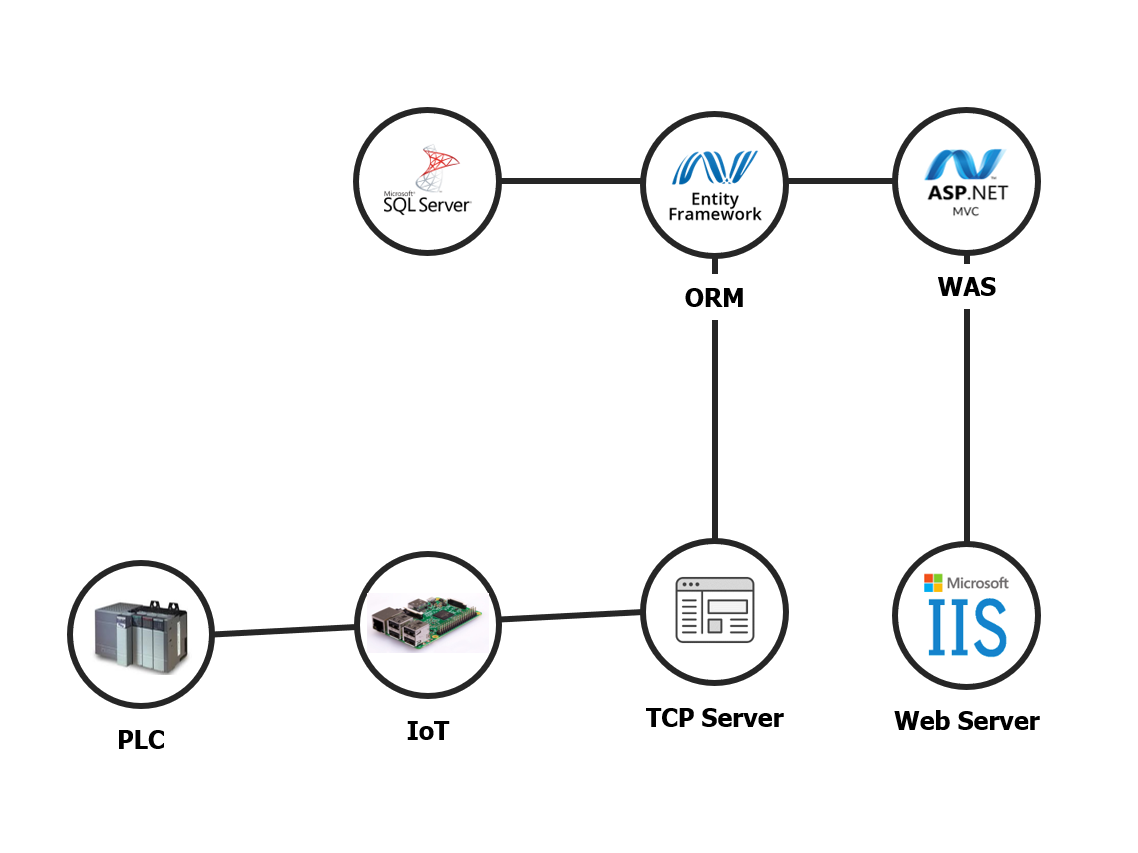 Microsoft
SQL Server
Entity
Framework
ASP.NET
MVC
ORM
WAS
Microsoft
IIS
PLC
IoT
TCP Server
Web Server